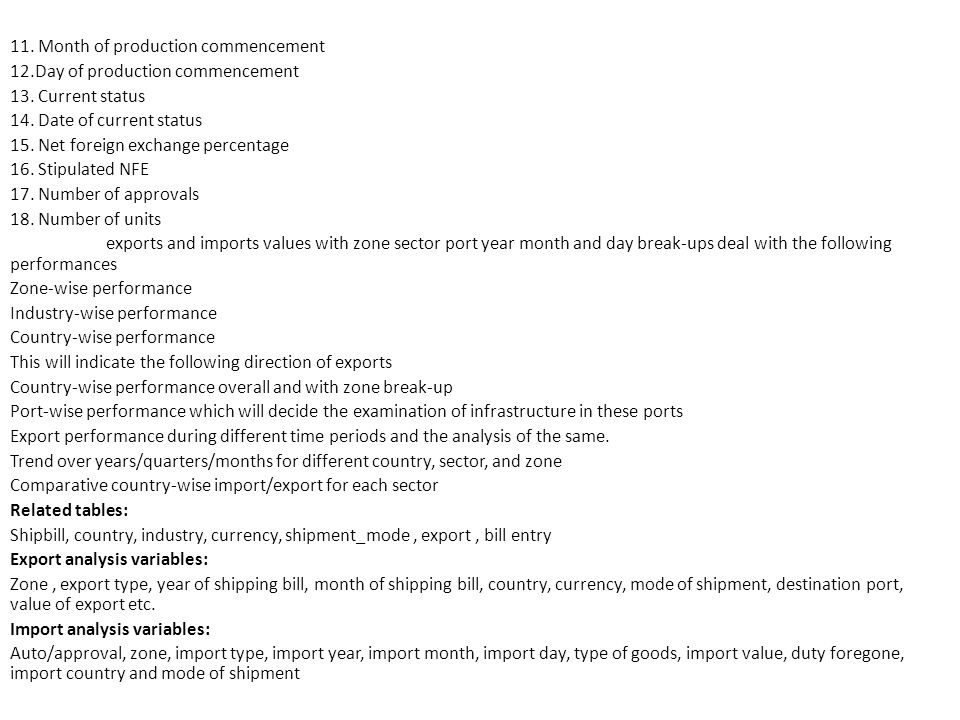 11. Month of production commencement
12.Day of production commencement
13. Current status
14. Date of current status
15. Net foreign exchange percentage
16. Stipulated NFE
17. Number of approvals
18. Number of units
exports and imports values with zone sector port year month and day break-ups deal with the following
performances
Zone-wise performance
Industry-wise performance
Country-wise performance
This will indicate the following direction of exports
Country-wise performance overall and with zone break-up
Port-wise performance which will decide the examination of infrastructure in these ports
Export performance during different time periods and the analysis of the same.
Trend over years/quarters/months for different country, sector, and zone
Comparative country-wise import/export for each sector
Related tables:
Shipbill, country, industry, currency, shipment_mode , export , bill entry
Export analysis variables:
Zone , export type, year of shipping bill, month of shipping bill, country, currency, mode of shipment, destination port,
value of export etc.
Import analysis variables:
Auto/approval, zone, import type, import year, import month, import day, type of goods, import value, duty foregone,
import country and mode of shipment